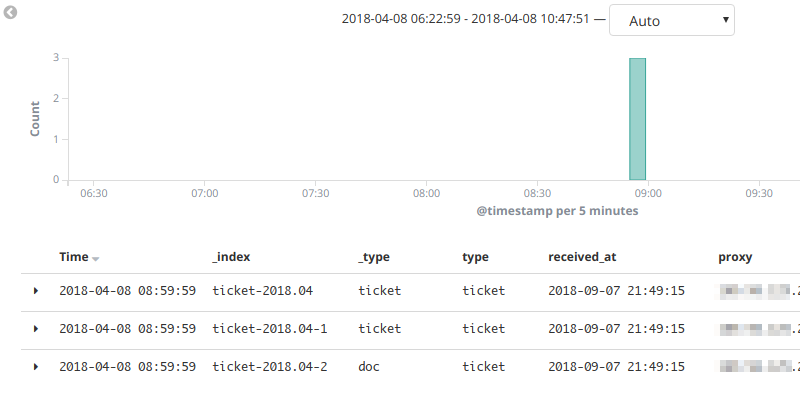 2018-04-08 06:22:59 - 2018-04-08 10:47:51 — Auto
3
2
1
0
Count
06:30 07:00 07:30 08:00 08:30 09:00 09:30
@timestamp per 5 minutes
Time _index _type type received_at proxy
2018-04-08 08:59:59 ticket-2018.04 ticket ticket 2018-09-07 21:49:15
2018-04-08 08:59:59 ticket-2018.04-1 ticket ticket 2018-09-07 21:49:15
2018-04-08 08:59:59 ticket-2018.04-2 doc ticket 2018-09-07 21:49:15